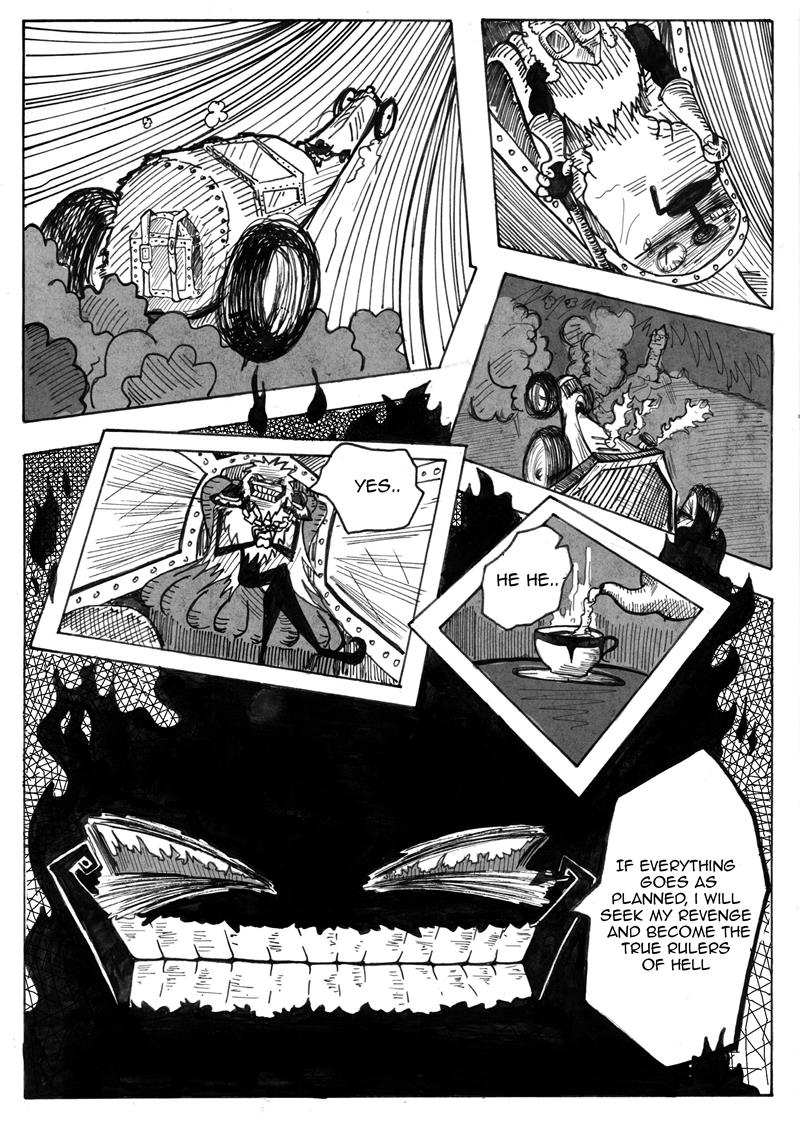 YES..
HE HE..
IF EVERYTHING
GOES AS
PLANNED, I WILL
SEEK MY REVENGE
AND BECOME THE
TRUE RULERS
OF HELL